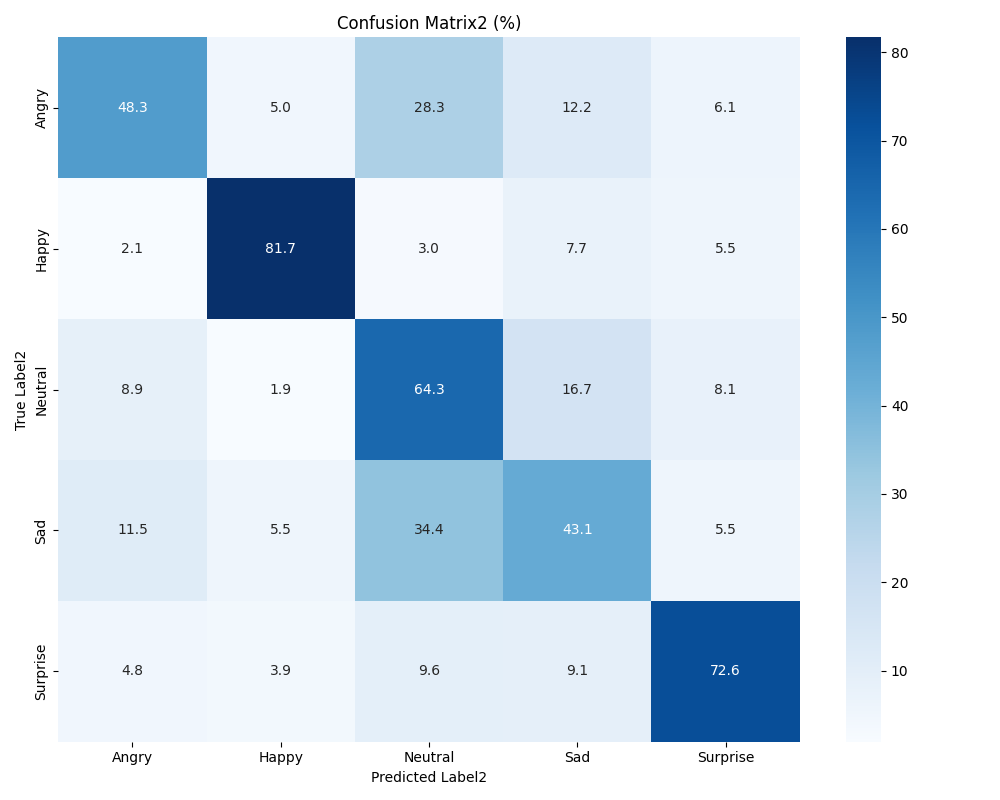 Confusion Matrix2 (%)
True Label2
Angry
48.3 5.0 28.3 12.2 6.1
Happy
2.1 81.7 3.0 7.7 5.5
Neutral
8.9 1.9 64.3 16.7 8.1
Sad
11.5 5.5 34.4 43.1 5.5
Surprise
4.8 3.9 9.6 9.1 72.6
Angry Happy Neutral Sad Surprise
Predicted Label2
80
70
60
50
40
30
20
10